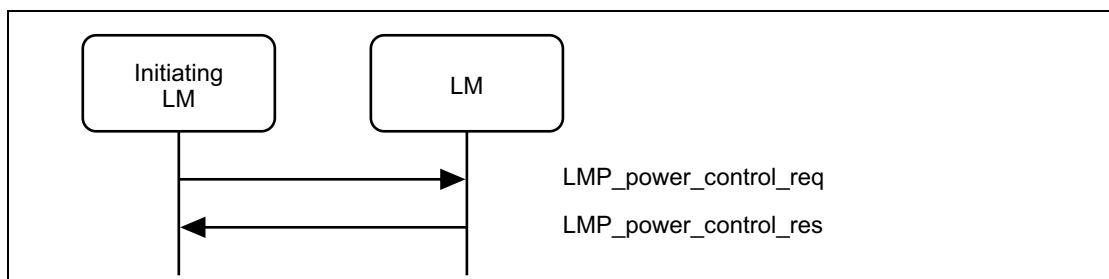 Initiating
LM
LM
LMP_power_control_req
LMP_power_control_res